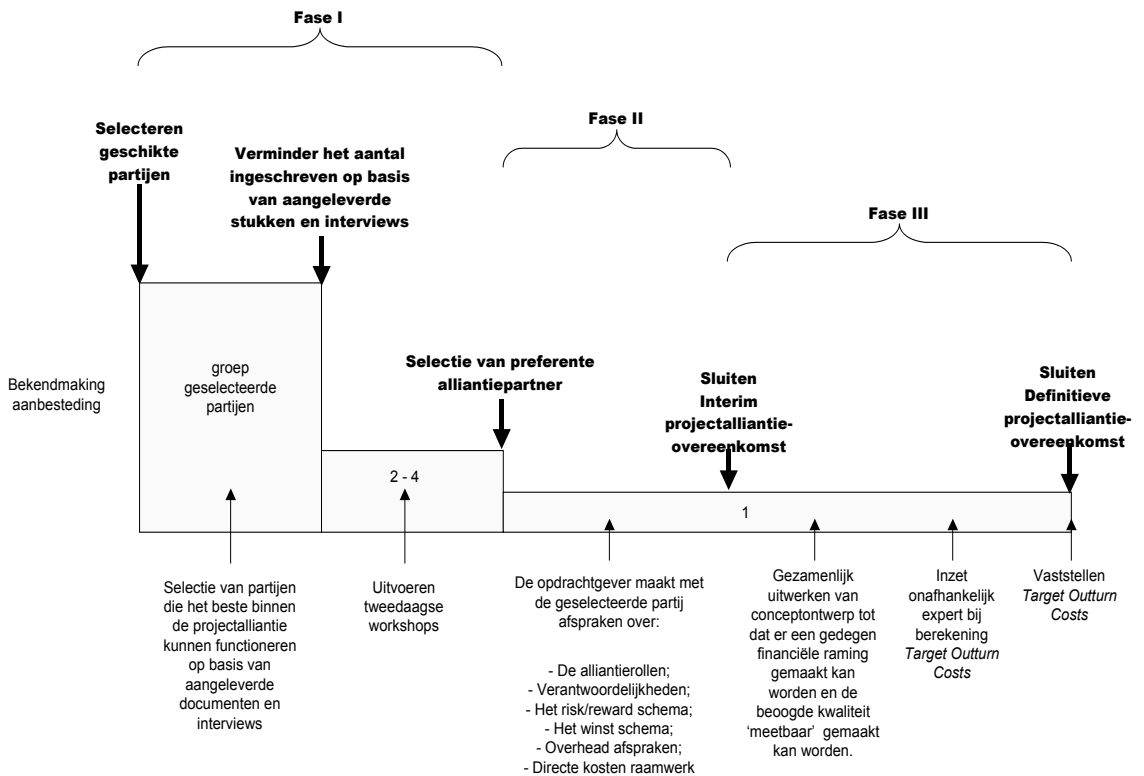 Fase I
Fase II
Fase III
Selecteren
geschikte
partijen
Verminder het aantal
ingeschreven op basis
van aangeleverde
stukken en interviews
Selectie van preferente
alliantiepartner
Sluiten
Interim
projectalliantie-
overeenkomst
Sluiten
Definitieve
projectalliantie-
overeenkomst
Bekendmaking
aanbesteding
groep
geselecteerde
partijen
2 - 4
1
Selectie van partijen
die het beste binnen
de projectalliantie
kunnen functioneren
op basis van
aangeleverde
documenten en
interviews
Uitvoeren
tweedaagse
workshops
De opdrachtgever maakt met
de geselecteerde partij
afspraken over:
- De alliantierollen;
- Verantwoordelijkheden;
- Het risk/reward schema;
- Het winst schema;
- Overhead afspraken;
- Directe kosten raamwerk
Gezamenlijk
uitwerken van
conceptontwerp tot
dat er een gedegen
financiële raming
gemaakt kan
worden en de
beoogde kwaliteit
‘meetbaar’ gemaakt
kan worden.
Inzet
onafhankelijk
expert bij
berekening
Target Outturn
Costs
Vaststellen
Target Outturn
Costs